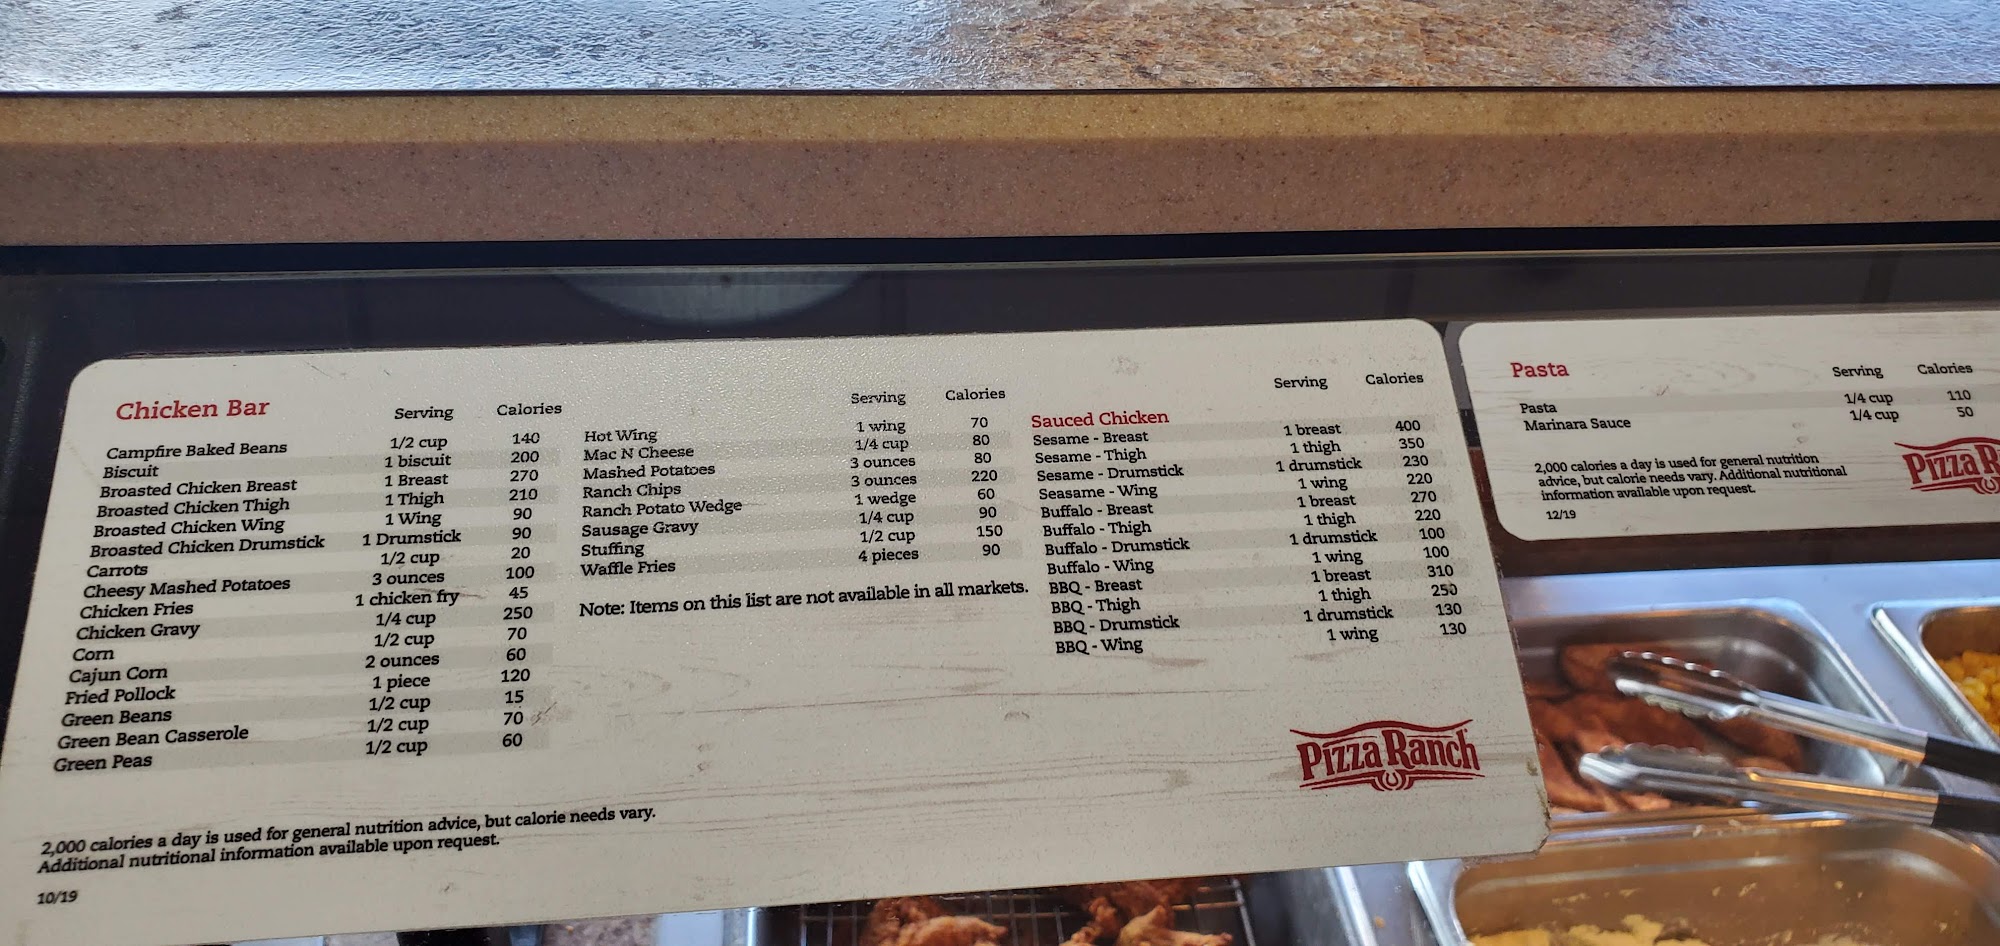 Chicken Bar Serving Calories
Campfire Baked Beans 1/2 cup 140
Biscuit 1 biscuit 200
Broasted Chicken Breast 1 Breast 270
Broasted Chicken Thigh 1 Thigh 210
Broasted Chicken Wing 1 Wing 90
Broasted Chicken Drumstick 1 Drumstick 90
Carrots 1/2 cup 20
Cheesy Mashed Potatoes 3 ounces 100
Chicken Fries 1 chicken fry 45
Chicken Gravy 1/4 cup 250
Corn 1/2 cup 70
Cajun Corn 2 ounces 60
Fried Pollock 1 piece 120
Green Beans 1/2 cup 15
Green Bean Casserole 1/2 cup 70
Green Peas 1/2 cup 60
Serving Calories
Hot Wing 1 wing 70
Mac N Cheese 1/4 cup 80
Mashed Potatoes 3 ounces 80
Ranch Chips 3 ounces 220
Ranch Potato Wedge 1 wedge 60
Sausage Gravy 1/4 cup 90
Stuffing 1/2 cup 150
Waffle Fries 4 pieces 90
Note: Items on this list are not available in all markets.
Serving Calories
Sauced Chicken
Sesame - Breast 1 breast 400
Sesame - Thigh 1 thigh 350
Sesame - Drumstick 1 drumstick 230
Seasame - Wing 1 wing 220
Buffalo - Breast 1 breast 270
Buffalo - Thigh 1 thigh 220
Buffalo - Drumstick 1 drumstick 100
Buffalo - Wing 1 wing 100
BBQ - Breast 1 breast 310
BBQ - Thigh 1 thigh 250
BBQ - Drumstick 1 drumstick 130
BBQ - Wing 1 wing 130
Pizza Ranch
2,000 calories a day is used for general nutrition advice, but calorie needs vary.
Additional nutritional information available upon request.
10/19
Pasta Serving Calories
Pasta 1/4 cup 110
Marinara Sauce 1/4 cup 50
2,000 calories a day is used for general nutrition
advice, but calorie needs vary. Additional nutritional
information available upon request.
12/19
Pizza R